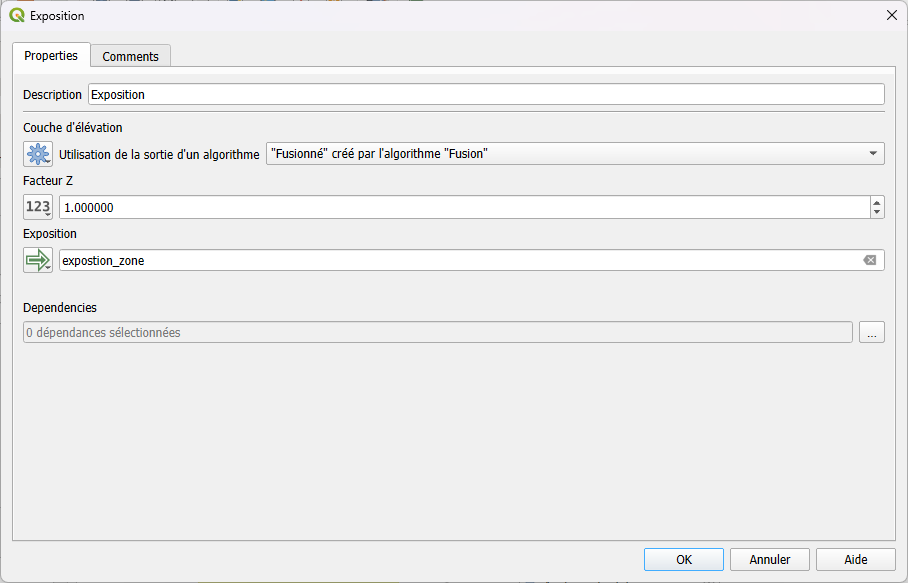 Exposition
Properties
Comments
Description
Exposition
Couche d'élévation
Utilisation de la sortie d'un algorithme
"Fusionné" créé par l'algorithme "Fusion"
Facteur Z
123
1.000000
Exposition
expostion_zone
Dependencies
0 dépendances sélectionnées
...
OK
Annuler
Aide